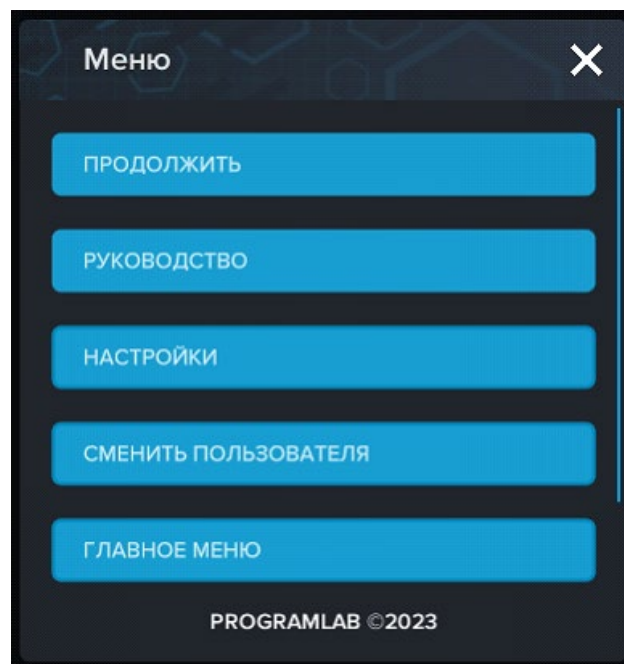 Меню
ПРОДОЛЖИТЬ
РУКОВОДСТВО
НАСТРОЙКИ
СМЕНИТЬ ПОЛЬЗОВАТЕЛЯ
ГЛАВНОЕ МЕНЮ
PROGRAMLAB ©2023